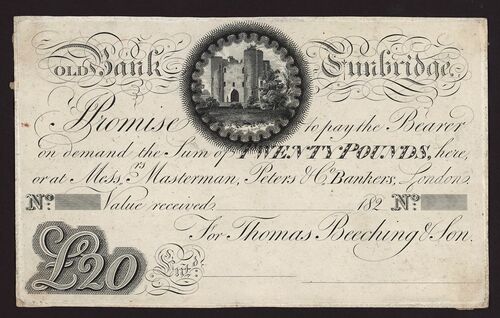 OLD Bank Tunbridge.
Promise to pay the Bearer
on demand the Sum of TWENTY POUNDS, here,
or at Mess.rs Masterman, Peters & Co. Bankers, London.
No. Value received 182 No.
For Thomas Beeching & Son.
£20 Entd.